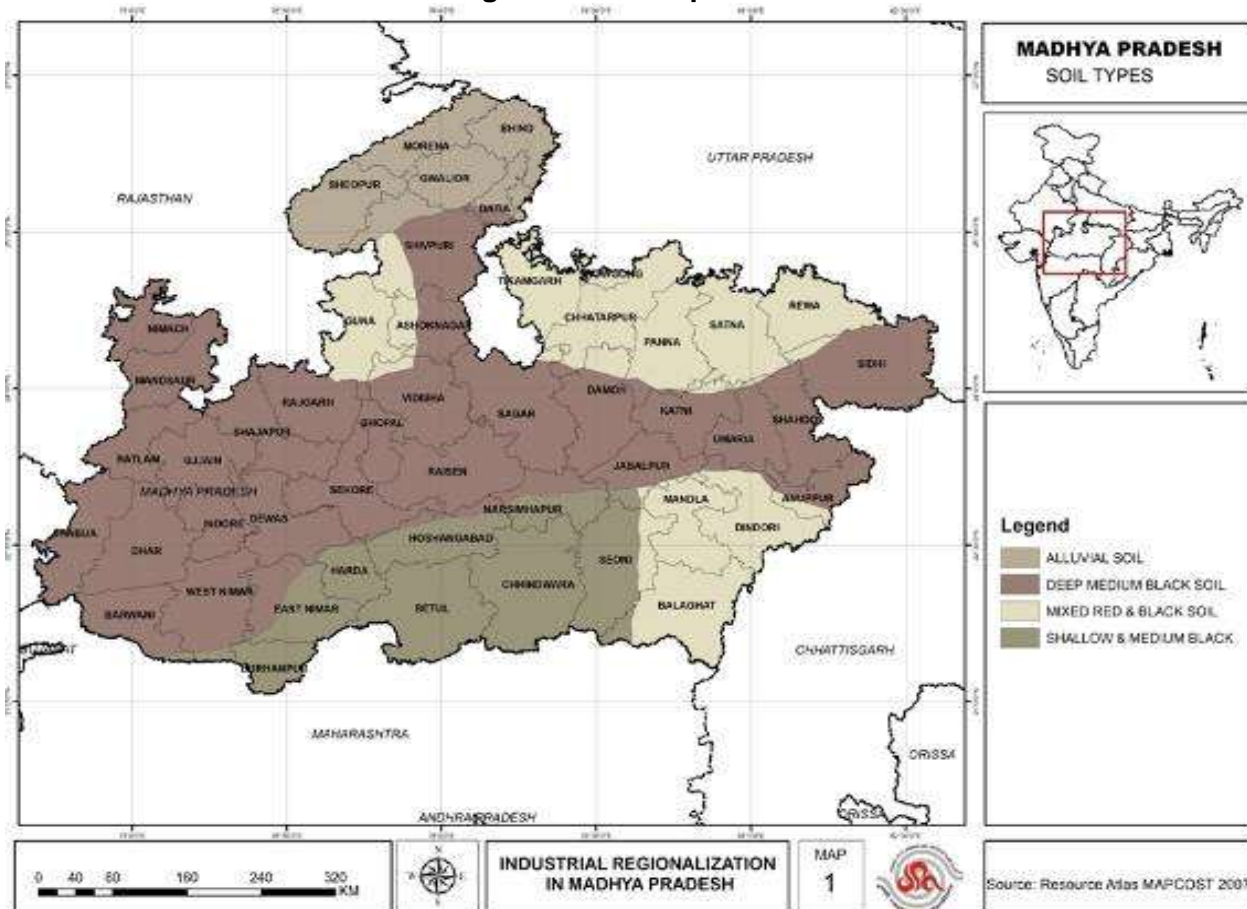 MADHYA PRADESH
SOIL TYPES
BHIND
MORENA
UTTAR PRADESH
GWALIOR
SHEOPUR
RAJASTHAN
DATIA
SHIVPURI
TIKAMGARH
REWA
NIMACH
GUNA
ASHOKNAGAR
CHHATARPUR
SATNA
PANNA
SIDHI
MANDSAUR
DAMOH
RAJGARH
VIDISHA
SAGAR
KATNI
SHAHDOL
BHOPAL
SHAJAPUR
UMARIA
RATLAM
UJJAIN
RAISEN
JABALPUR
MADHYA PRADESH
SEHORE
MANDLA
ANUPPUR
NARSIMHAPUR
INDORE
DEWAS
DINDORI
DHAR
HOSHANGABAD
SEONI
HARDA
CHHINDWARA
WEST NIMAR
BARWANI
EAST NIMAR
BETUL
BALAGHAT
CHHATTISGARH
MAHARASHTRA
ORISSA
ANDHRA PRADESH
ORISSA
Legend
ALLUVIAL SOIL
DEEP MEDIUM BLACK SOIL
MIXED RED & BLACK SOIL
SHALLOW & MEDIUM BLACK
0 40 80 160 240 320
KM
N
INDUSTRIAL REGIONALIZATION
IN MADHYA PRADESH
MAP
1
Source: Resource Atlas MAPCOST 2007